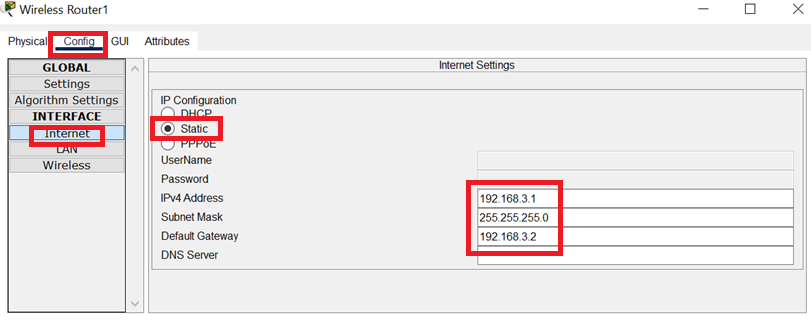 Wireless Router1
Physical Config GUI Attributes
GLOBAL
Settings
Algorithm Settings
INTERFACE
Internet
LAN
Wireless
Internet Settings
IP Configuration
DHCP
Static
PPPoE
UserName
Password
IPv4 Address 192.168.3.1
Subnet Mask 255.255.255.0
Default Gateway 192.168.3.2
DNS Server